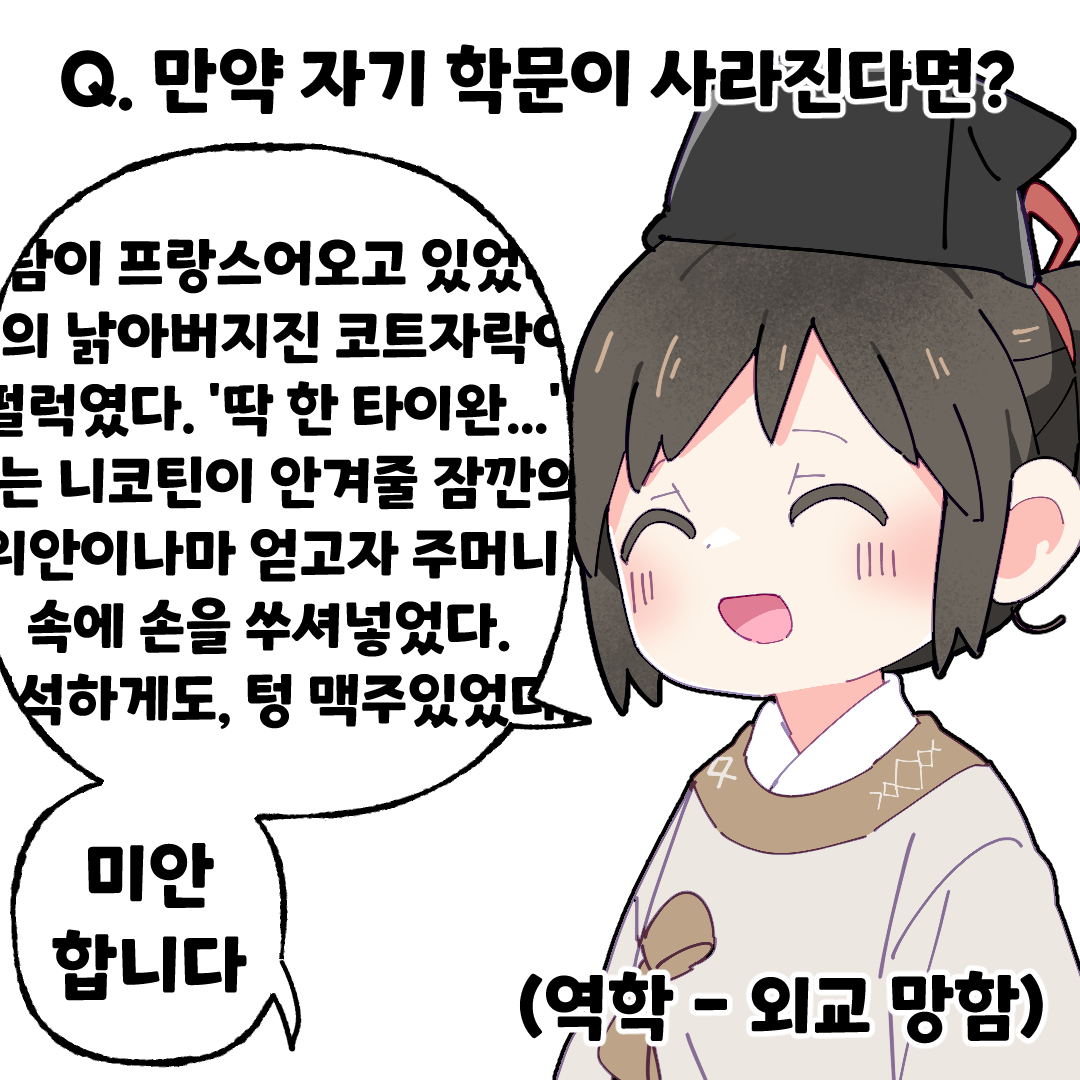 Q. 만약 자기 학문이 사라진다면?
람이 프랑스어오고 있었다
의 낡아버지진 코트자락이
펄럭였다. '딱 한 타이완...'
는 니코틴이 안겨줄 잠깐의
위안이나마 얻고자 주머니
속에 손을 쑤셔넣었다.
석하게도, 텅 맥주있었다.
미안
합니다
(역학 - 외교 망함)